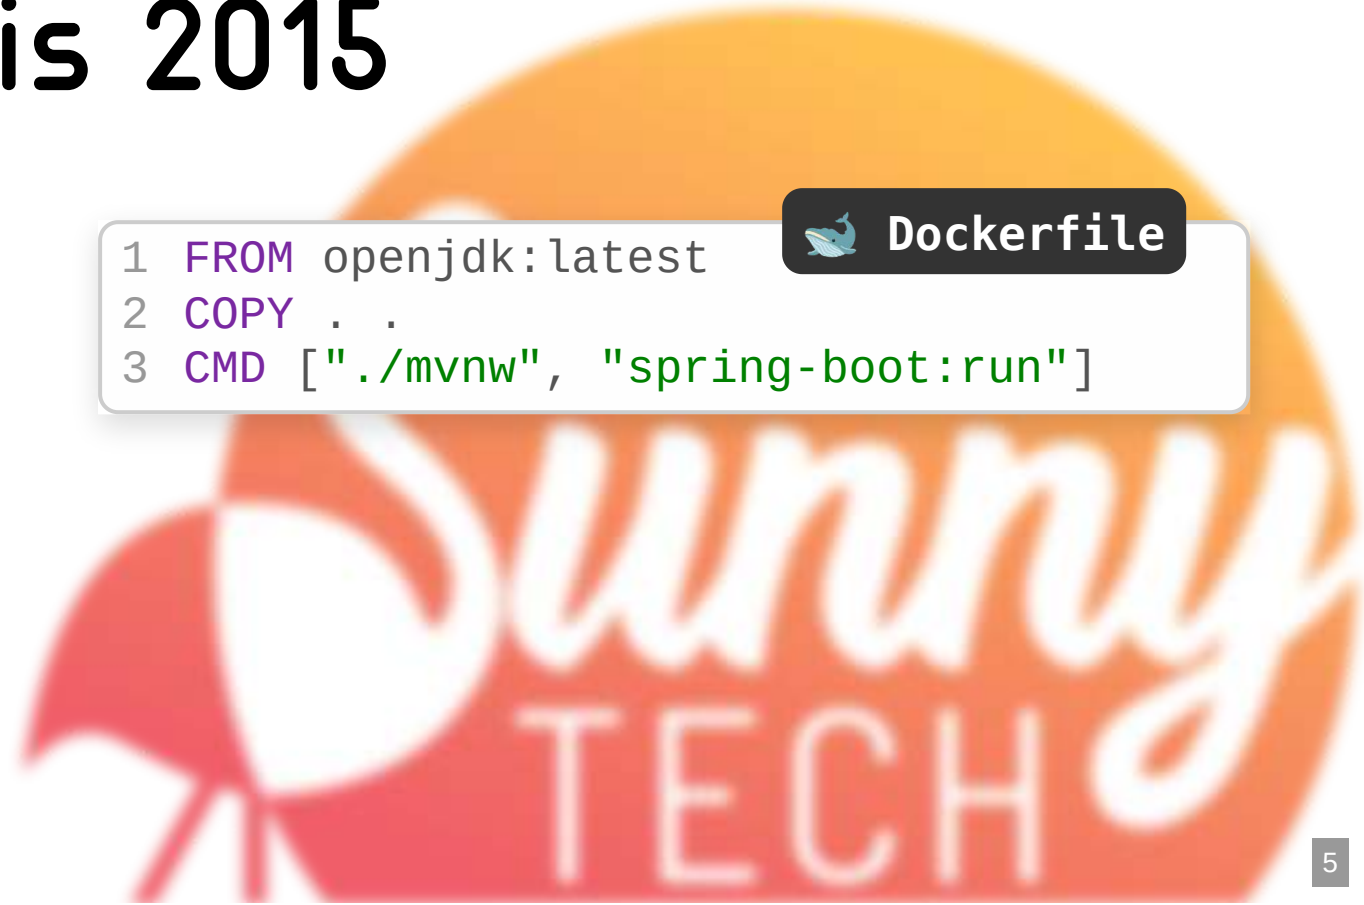 is 2015
🐳 Dockerfile
1 FROM openjdk:latest
2 COPY . .
3 CMD ["./mvnw", "spring-boot:run"]
Sunny
TECH
5